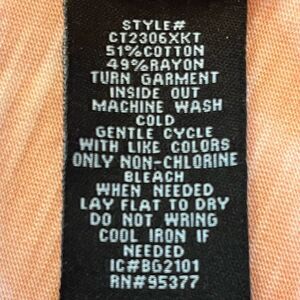 STYLE#
CT2306XKT
51%COTTON
49%RAYON
TURN GARMENT
INSIDE OUT
MACHINE WASH
COLD
GENTLE CYCLE
WITH LIKE COLORS
ONLY NON-CHLORINE
BLEACH
WHEN NEEDED
LAY FLAT TO DRY
DO NOT WRING
COOL IRON IF
NEEDED
IC#BG2101
RN#95377